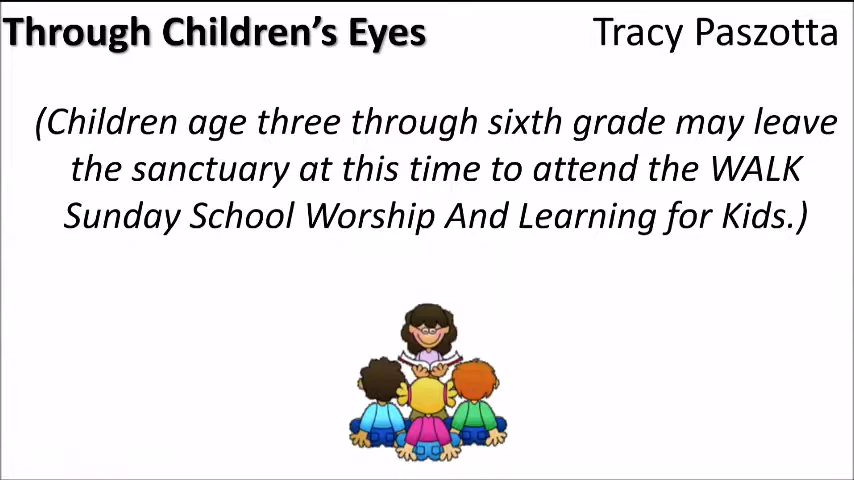 Through Children’s Eyes Tracy Paszotta
(Children age three through sixth grade may leave
the sanctuary at this time to attend the WALK
Sunday School Worship And Learning for Kids.)